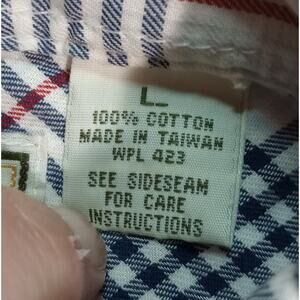 L
100% COTTON
MADE IN TAIWAN
WPL 423
SEE SIDESEAM
FOR CARE
INSTRUCTIONS